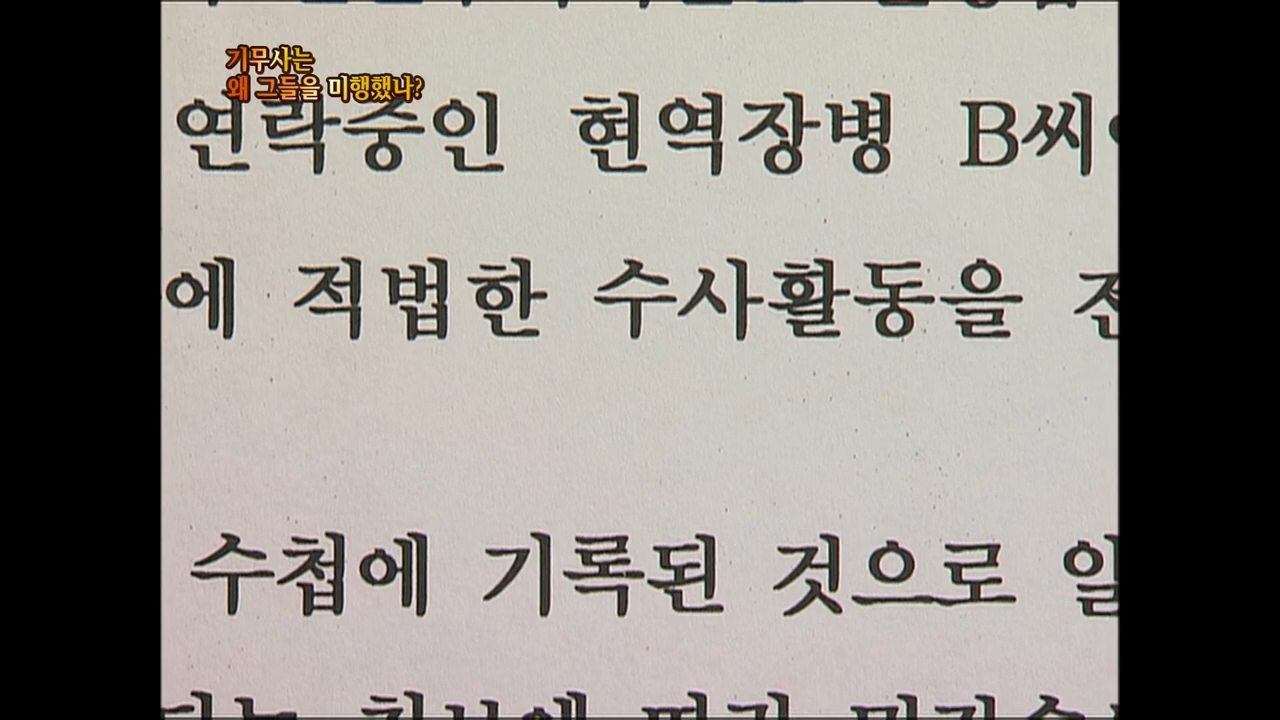 기무사는
왜 그들을 미행했나?
연락중인 현역장병 B씨
에 적법한 수사활동을
수첩에 기록된 것으로